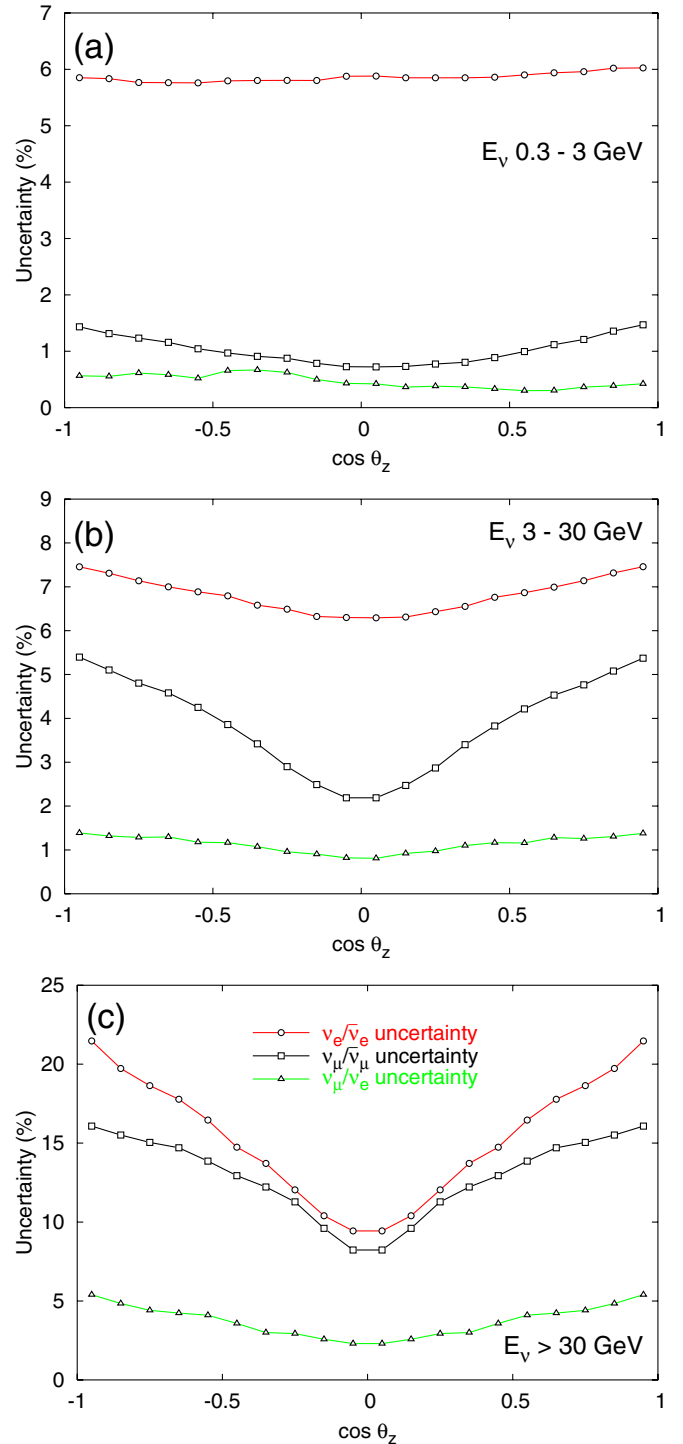 (a)
7
6
5
4
3
2
1
0
Uncertainty (%)
E_ν 0.3 - 3 GeV
-1 -0.5 0 0.5 1
cos θ_z
(b)
9
8
7
6
5
4
3
2
1
0
Uncertainty (%)
E_ν 3 - 30 GeV
-1 -0.5 0 0.5 1
cos θ_z
(c)
25
20
15
10
5
0
Uncertainty (%)
ν_e/ν̅_e uncertainty
ν_μ/ν̅_μ uncertainty
ν_μ/ν_e uncertainty
E_ν > 30 GeV
-1 -0.5 0 0.5 1
cos θ_z